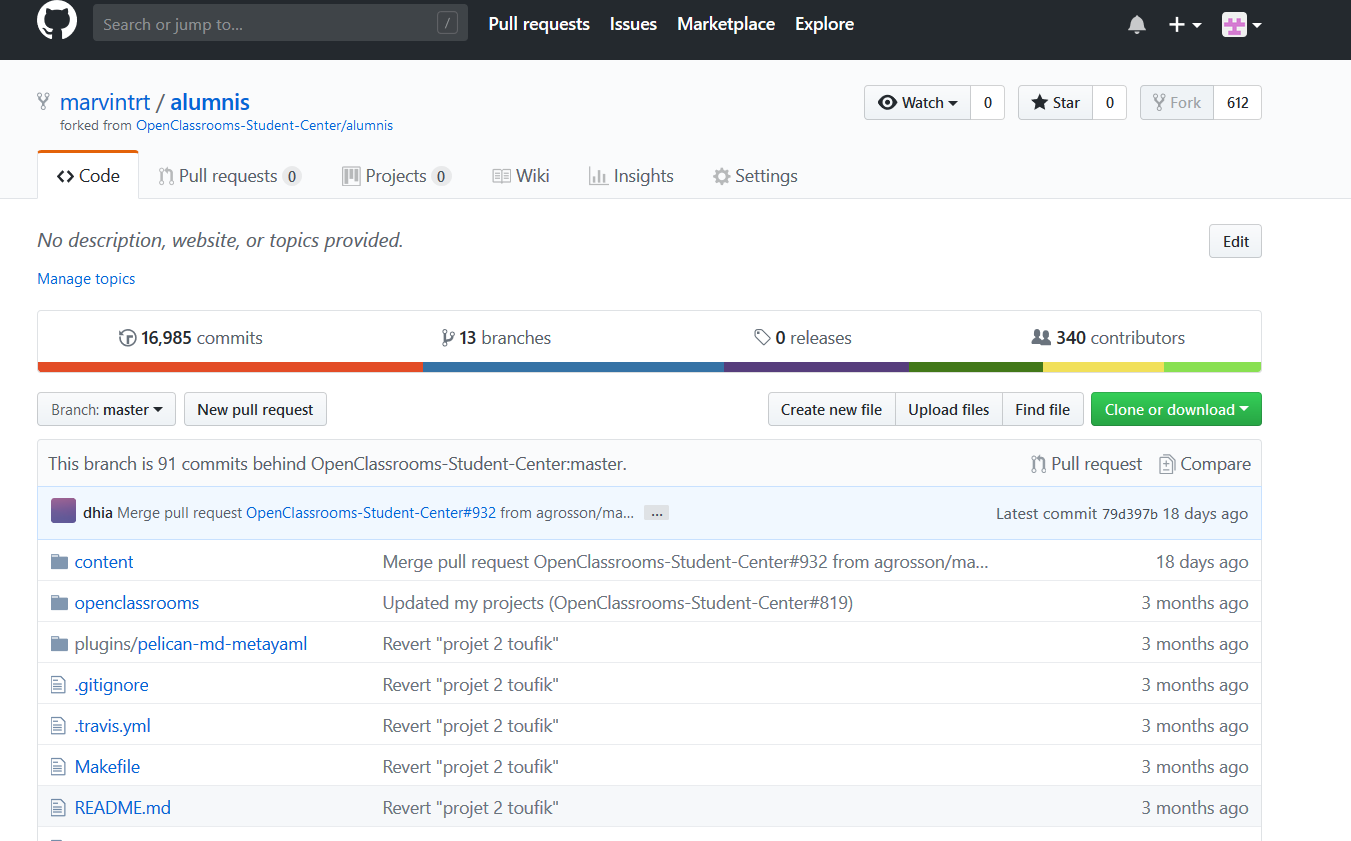 Search or jump to... / Pull requests Issues Marketplace Explore
marvintrt / alumnis Watch 0 Star 0 Fork 612
forked from OpenClassrooms-Student-Center/alumnis
Code Pull requests 0 Projects 0 Wiki Insights Settings
No description, website, or topics provided. Edit
Manage topics
16,985 commits 13 branches 0 releases 340 contributors
Branch: master New pull request Create new file Upload files Find file Clone or download
This branch is 91 commits behind OpenClassrooms-Student-Center:master. Pull request Compare
dhia Merge pull request OpenClassrooms-Student-Center#932 from agrosson/ma... ... Latest commit 79d397b 18 days ago
content Merge pull request OpenClassrooms-Student-Center#932 from agrosson/ma... 18 days ago
openclassrooms Updated my projects (OpenClassrooms-Student-Center#819) 3 months ago
plugins/pelican-md-metayaml Revert "projet 2 toufik" 3 months ago
.gitignore Revert "projet 2 toufik" 3 months ago
.travis.yml Revert "projet 2 toufik" 3 months ago
Makefile Revert "projet 2 toufik" 3 months ago
README.md Revert "projet 2 toufik" 3 months ago